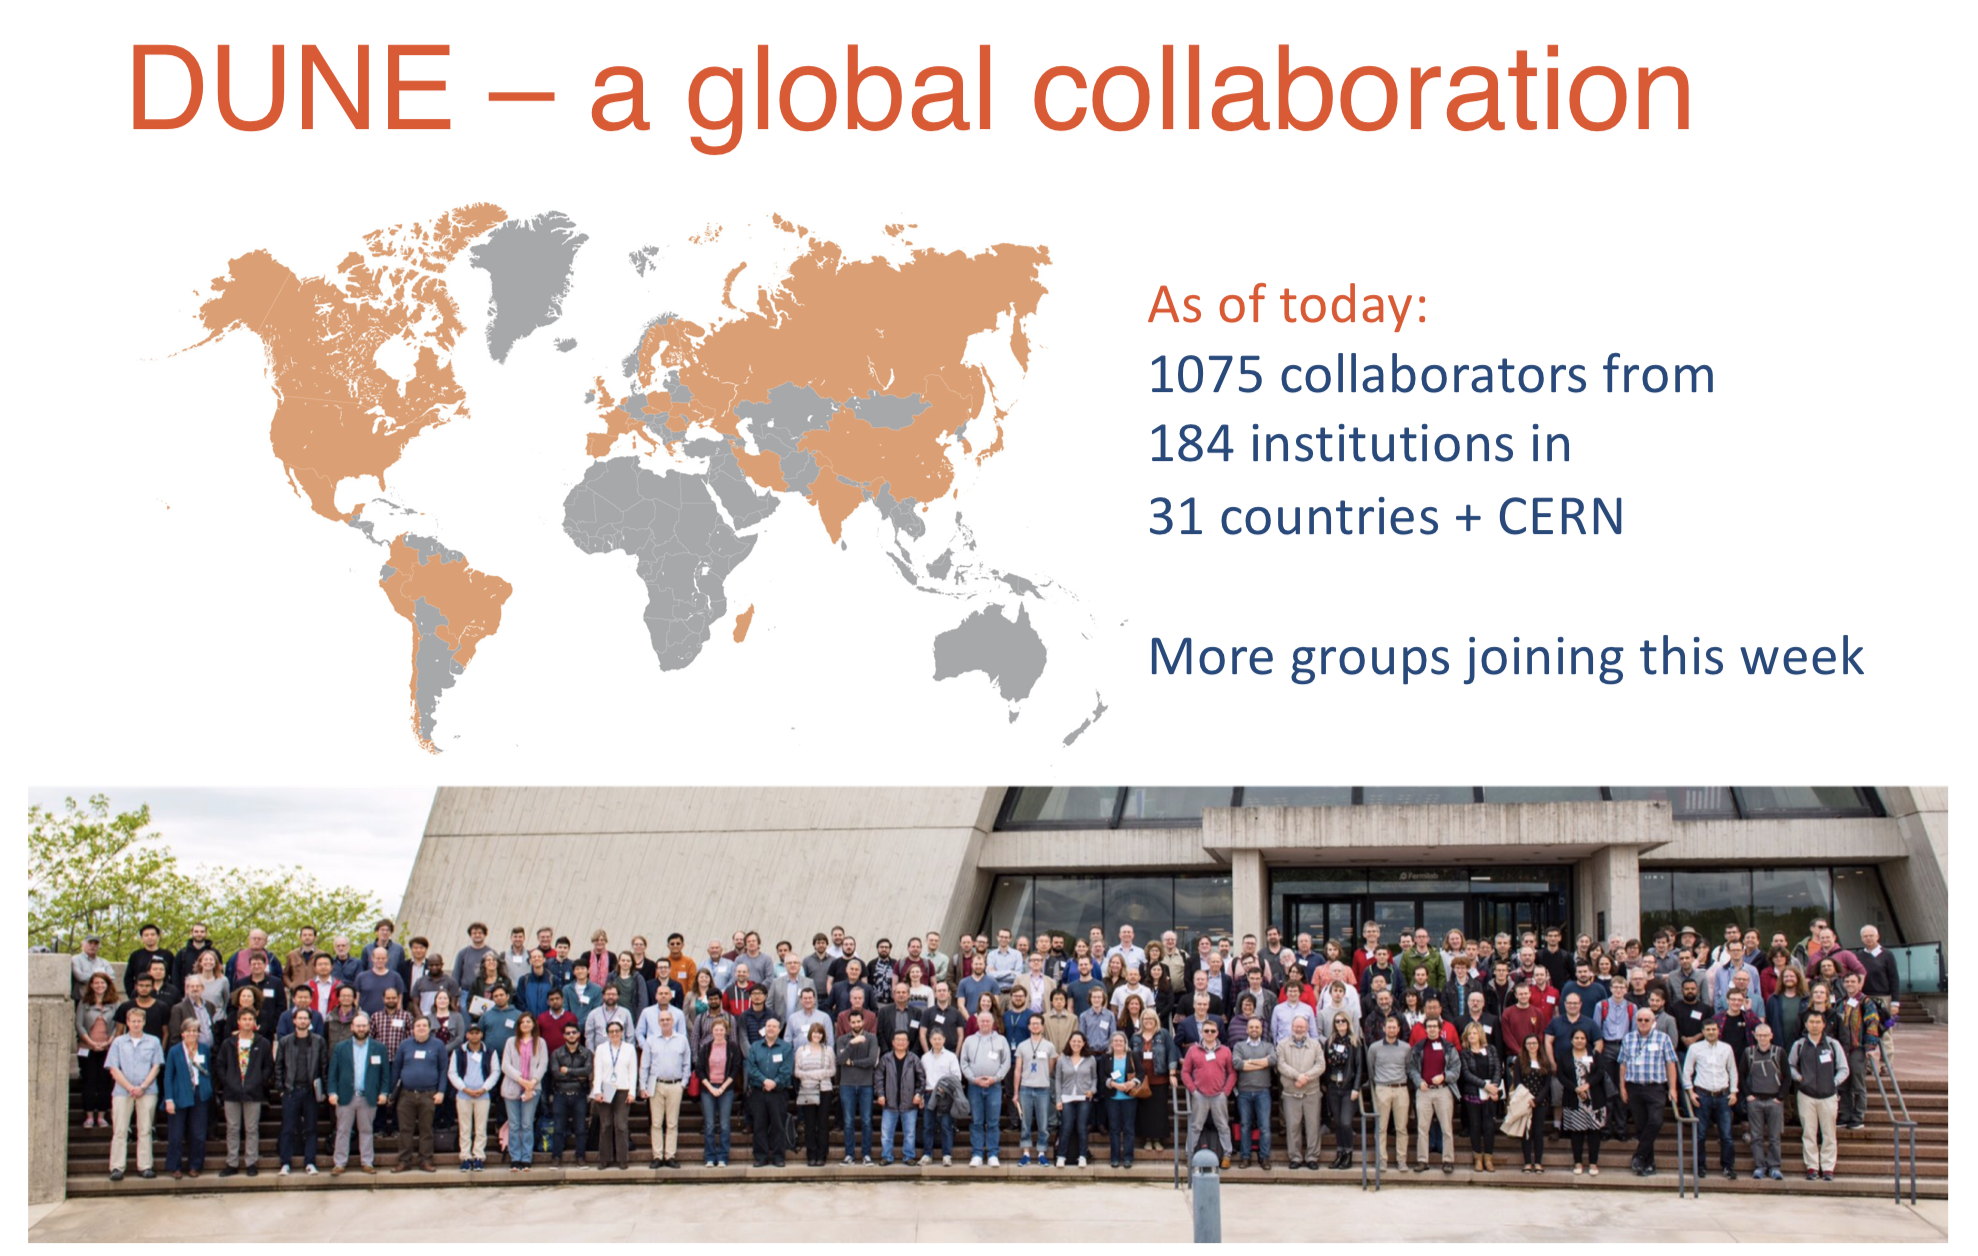 DUNE – a global collaboration
As of today:
1075 collaborators from
184 institutions in
31 countries + CERN
More groups joining this week
Fermilab